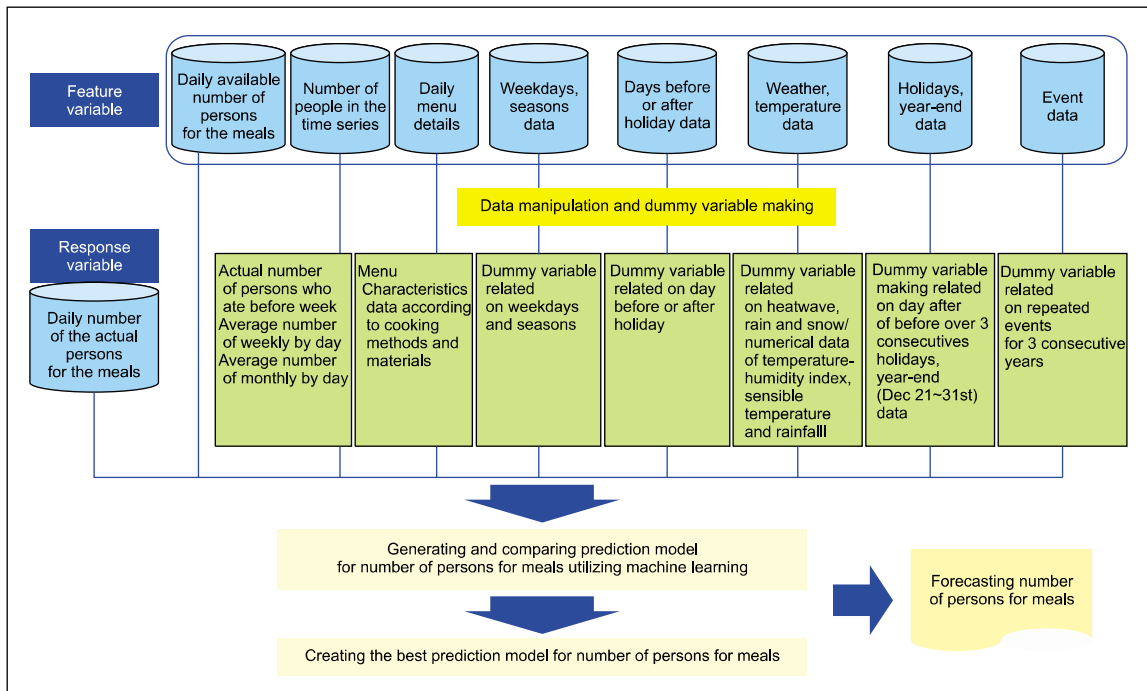 Feature
variable
Daily available
number of
persons
for the meals
Number of
people in the
time series
Daily
menu
details
Weekdays,
seasons
data
Days before
or after
holiday data
Weather,
temperature
data
Holidays,
year-end
data
Event
data
Data manipulation and dummy variable making
Response
variable
Daily number
of the actual
persons
for the meals
Actual number
of persons who
ate before week
Average number
of weekly by day
Average number
of monthly by day
Menu
Characteristics
data according
to cooking
methods and
materials
Dummy variable
related
on weekdays
and seasons
Dummy variable
related on day
before or after
holiday
Dummy variable
related
on heatwave,
rain and snow/
numerical data
of temperature-
humidity index,
sensible
temperature
and rainfalll
Dummy variable
making related
on day after
of before over 3
consecutives
holidays,
year-end
(Dec 21~31st)
data
Dummy variable
related
on repeated
events
for 3 consecutive
years
Generating and comparing prediction model
for number of persons for meals utilizing machine learning
Forecasting number
of persons for meals
Creating the best prediction model for number of persons for meals